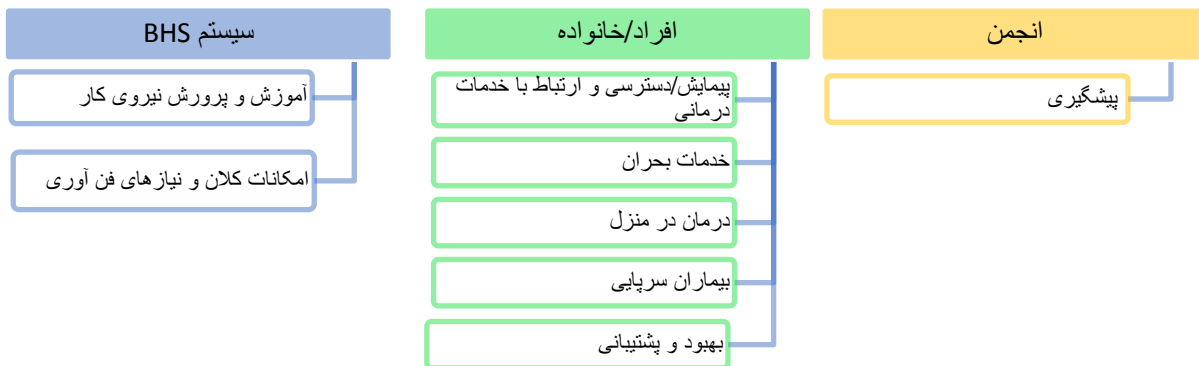 انجمن
پیشگیری
افراد/خانواده
پیمایش/دسترسی و ارتباط با خدمات
درمانی
خدمات بحران
درمان در منزل
بیماران سرپایی
بهبود و پشتیبانی
سیستم BHS
آموزش و پرورش نیروی کار
امکانات کلان و نیازهای فن آوری